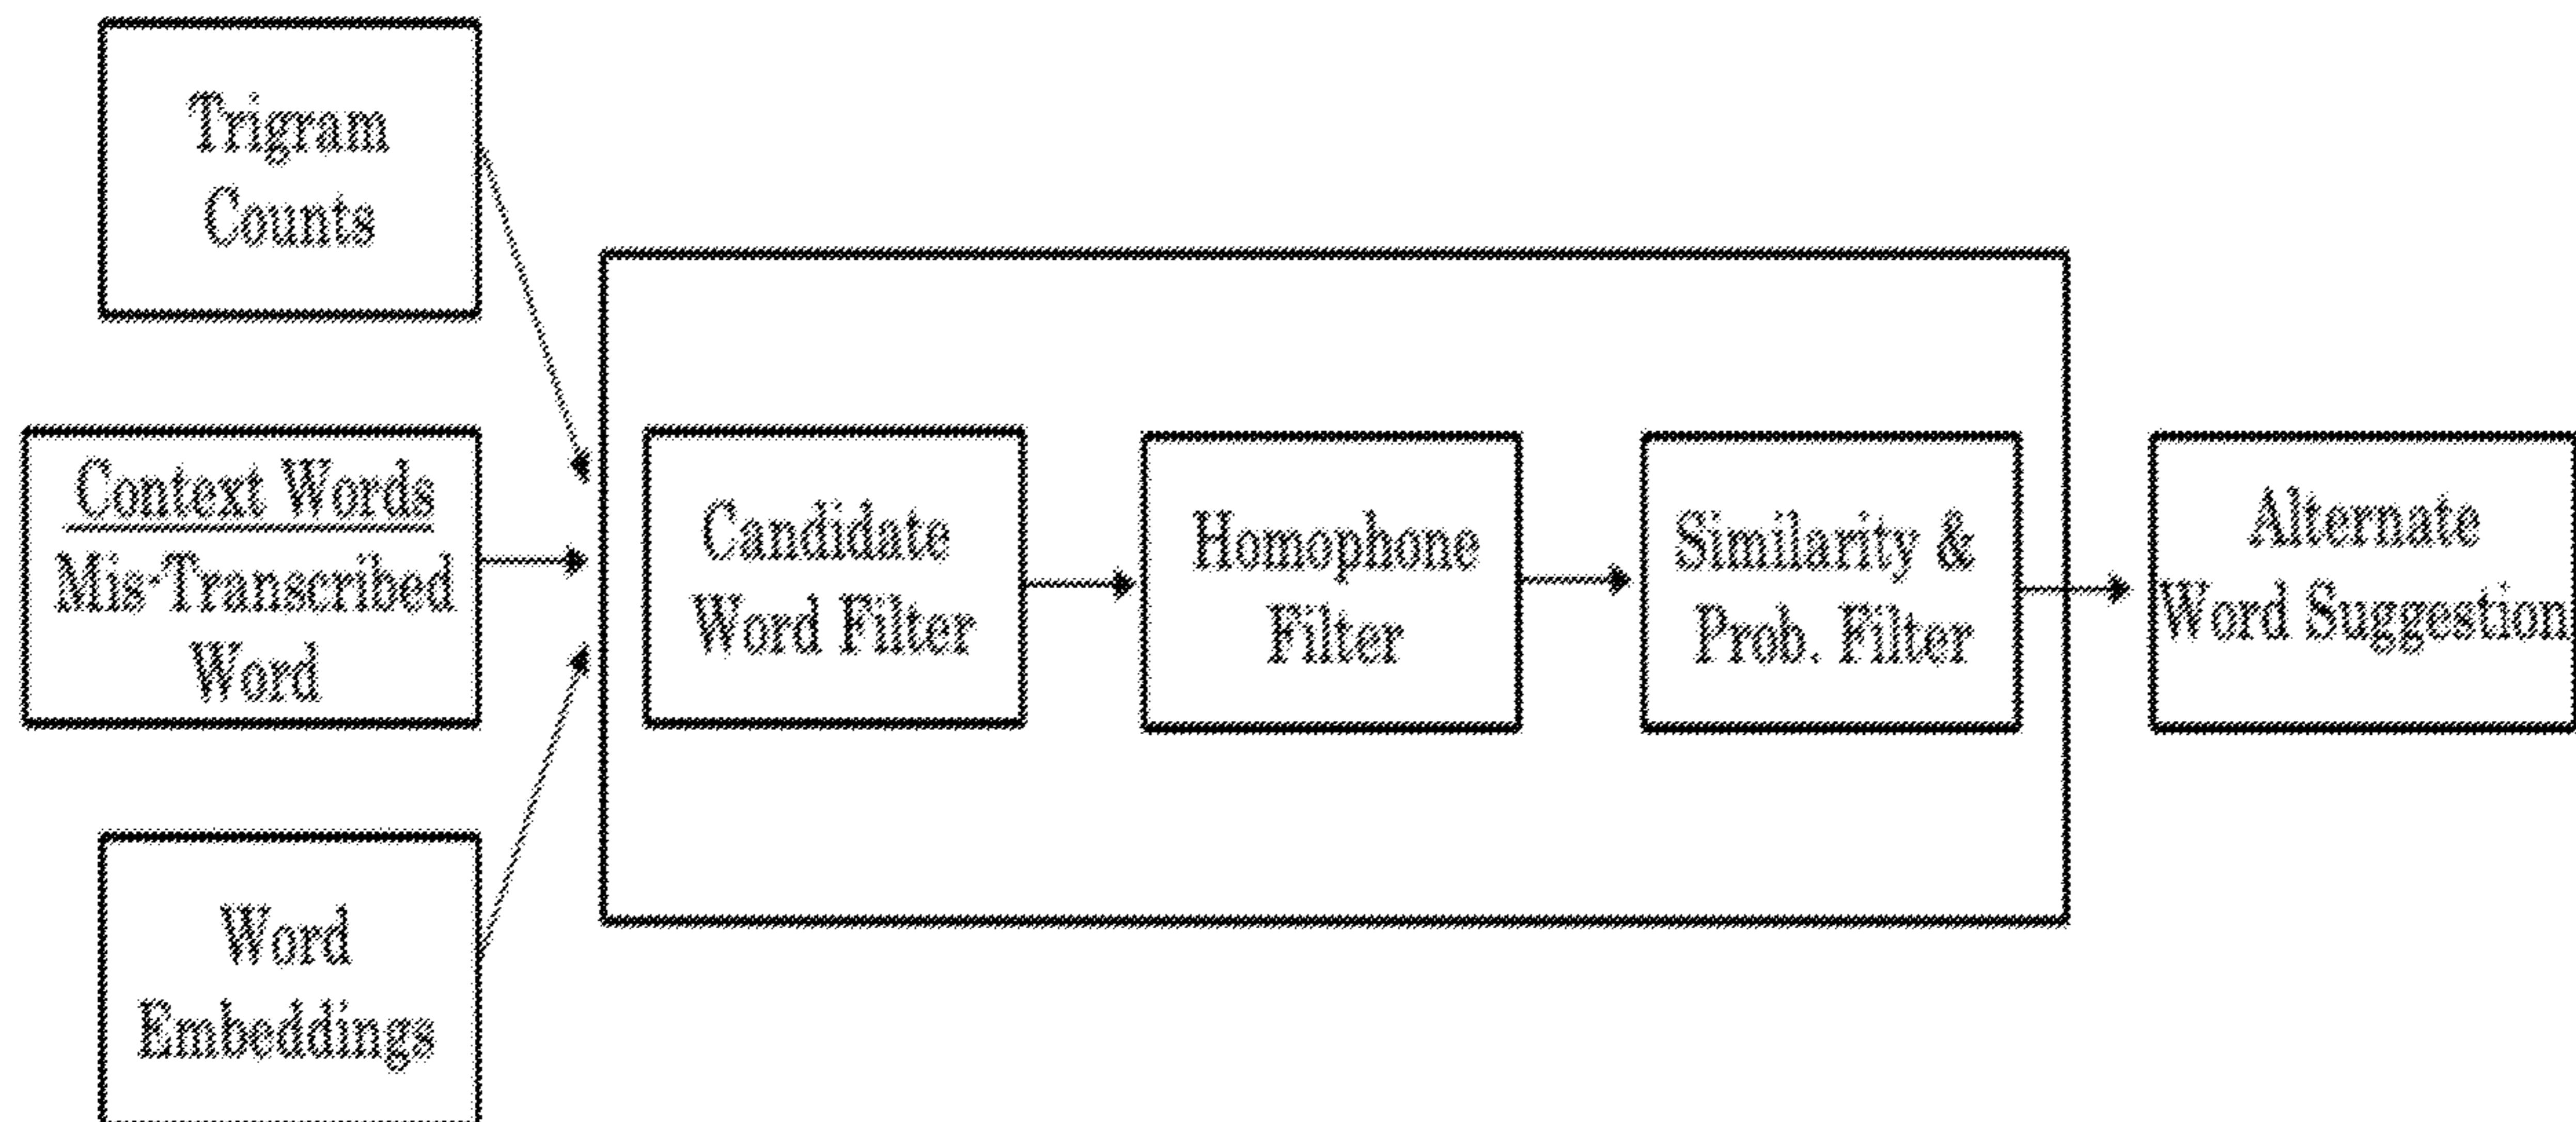 Trigram
Counts
Context Words
Mis-Transcribed
Word
Word
Embeddings
Candidate
Word Filter
Homophone
Filter
Similarity &
Prob. Filter
Alternate
Word Suggestion